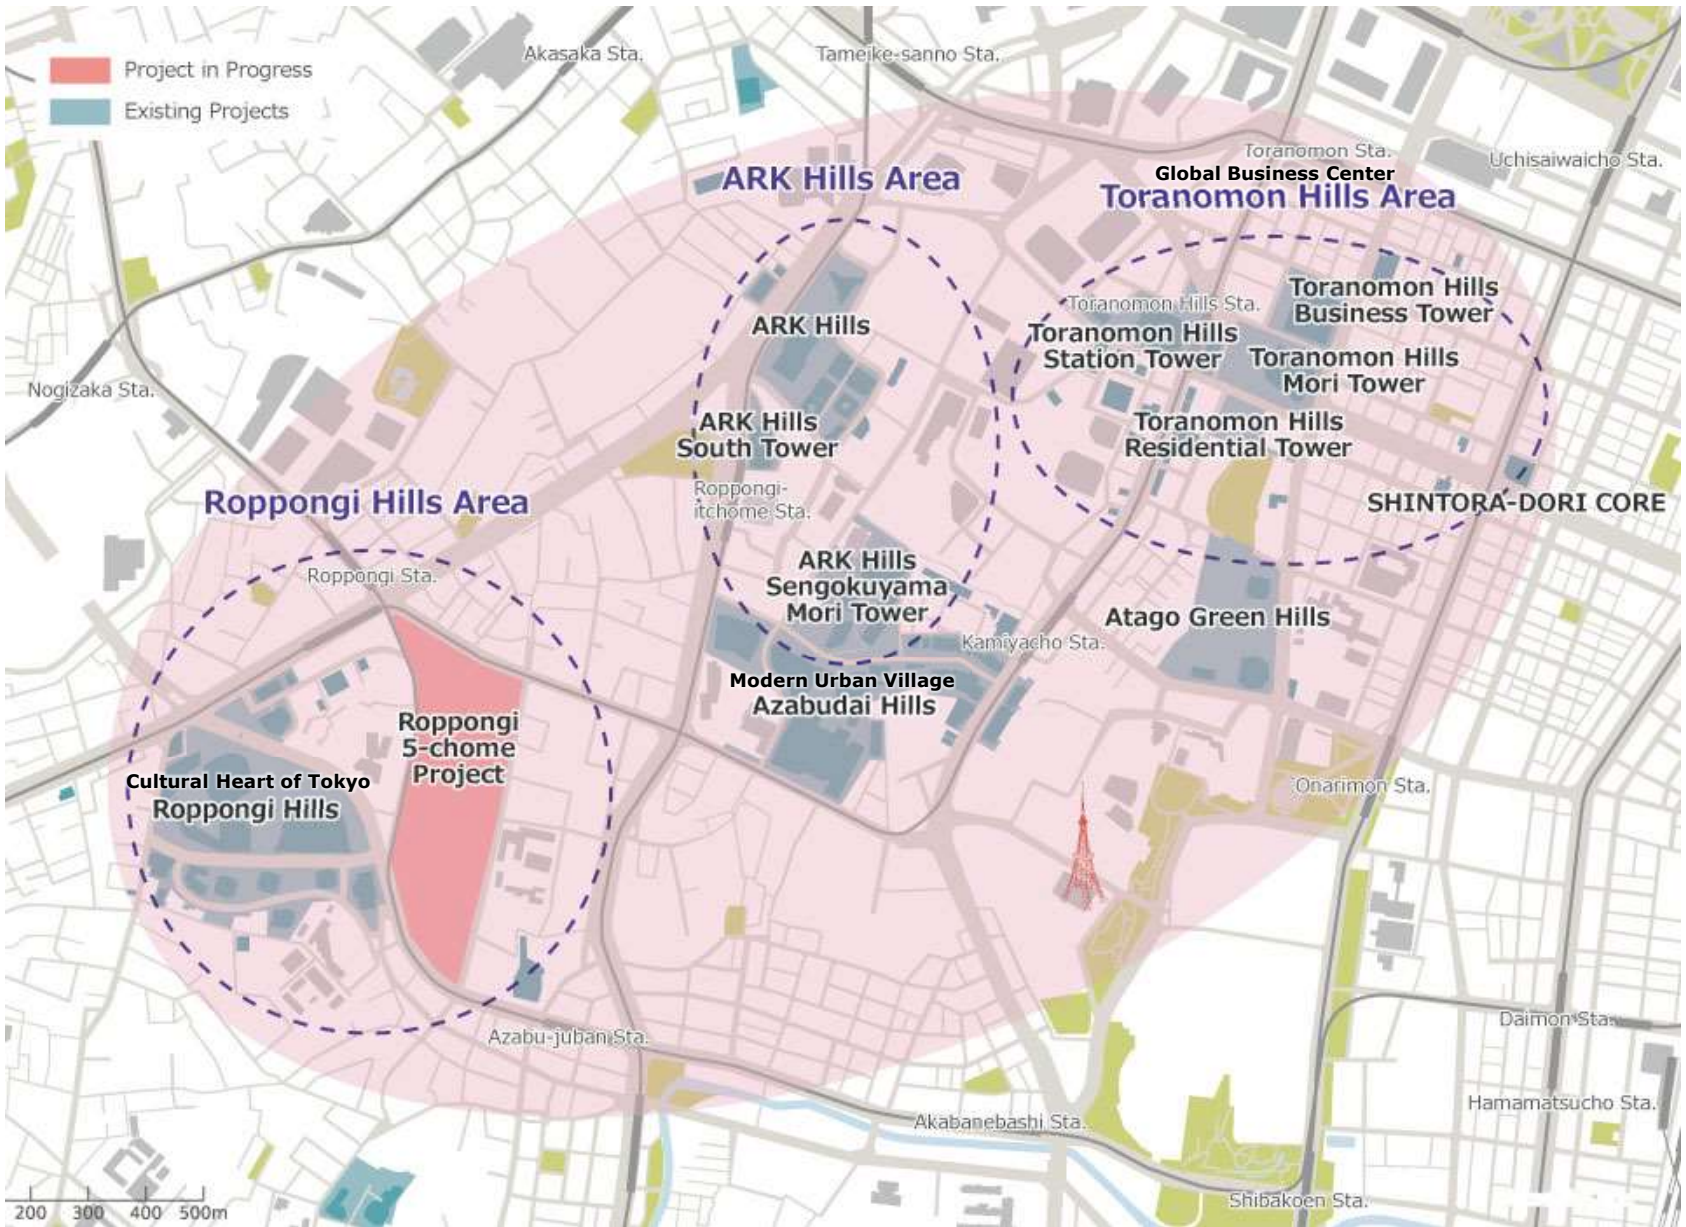 Project in Progress
Existing Projects
Akasaka Sta.
Tameike-sanno Sta.
Toranomon Sta.
Uchisaiwaicho Sta.
ARK Hills Area
Global Business Center
Toranomon Hills Area
Toranomon Hills Sta.
Toranomon Hills
Business Tower
Toranomon Hills
Station Tower
Toranomon Hills
Mori Tower
ARK Hills
Nogizaka Sta.
ARK Hills
South Tower
Toranomon Hills
Residential Tower
Roppongi-
itchome Sta.
SHINTORA-DORI CORE
Roppongi Hills Area
Roppongi Sta.
ARK Hills
Sengokuyama
Mori Tower
Kamiyacho Sta.
Atago Green Hills
Modern Urban Village
Azabudai Hills
Roppongi
5-chome
Project
Cultural Heart of Tokyo
Roppongi Hills
Onarimon Sta.
Azabu-juban Sta.
Daimon Sta.
Akabanebashi Sta.
Hamamatsucho Sta.
Shibakoen Sta.
200 300 400 500m